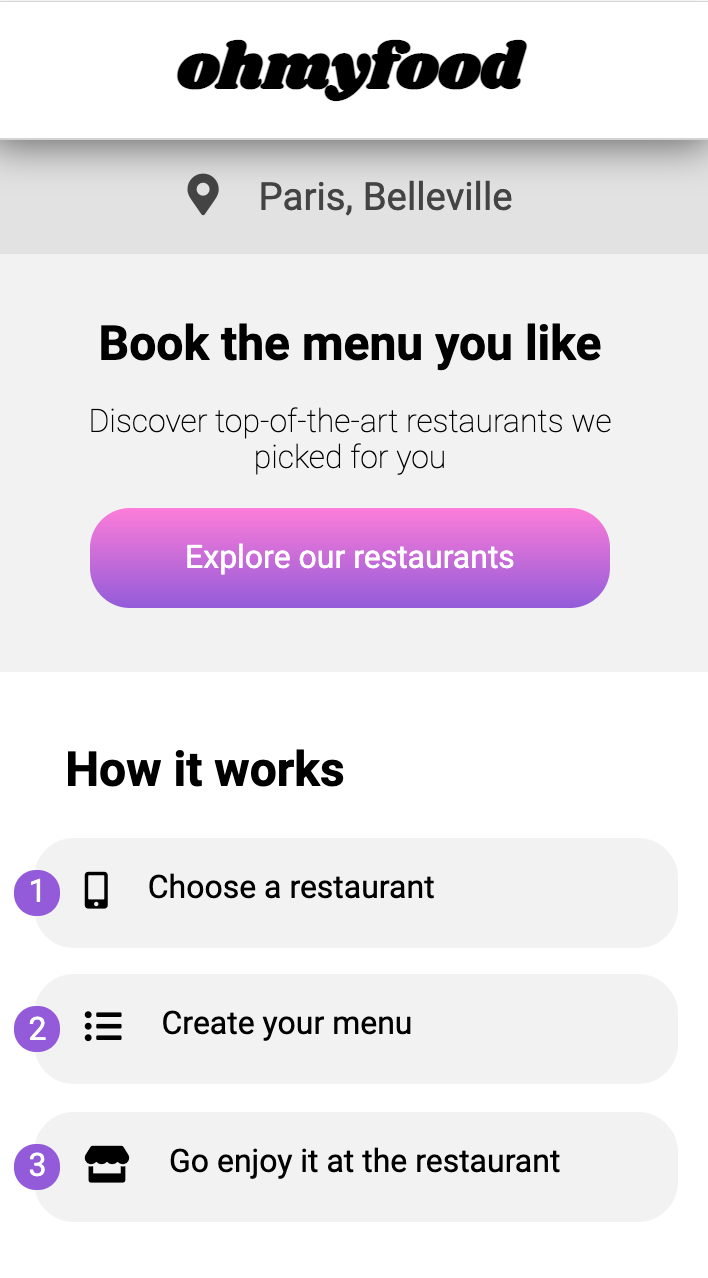 ohmyfood
Paris, Belleville
Book the menu you like
Discover top-of-the-art restaurants we
picked for you
Explore our restaurants
How it works
1 Choose a restaurant
2 Create your menu
3 Go enjoy it at the restaurant